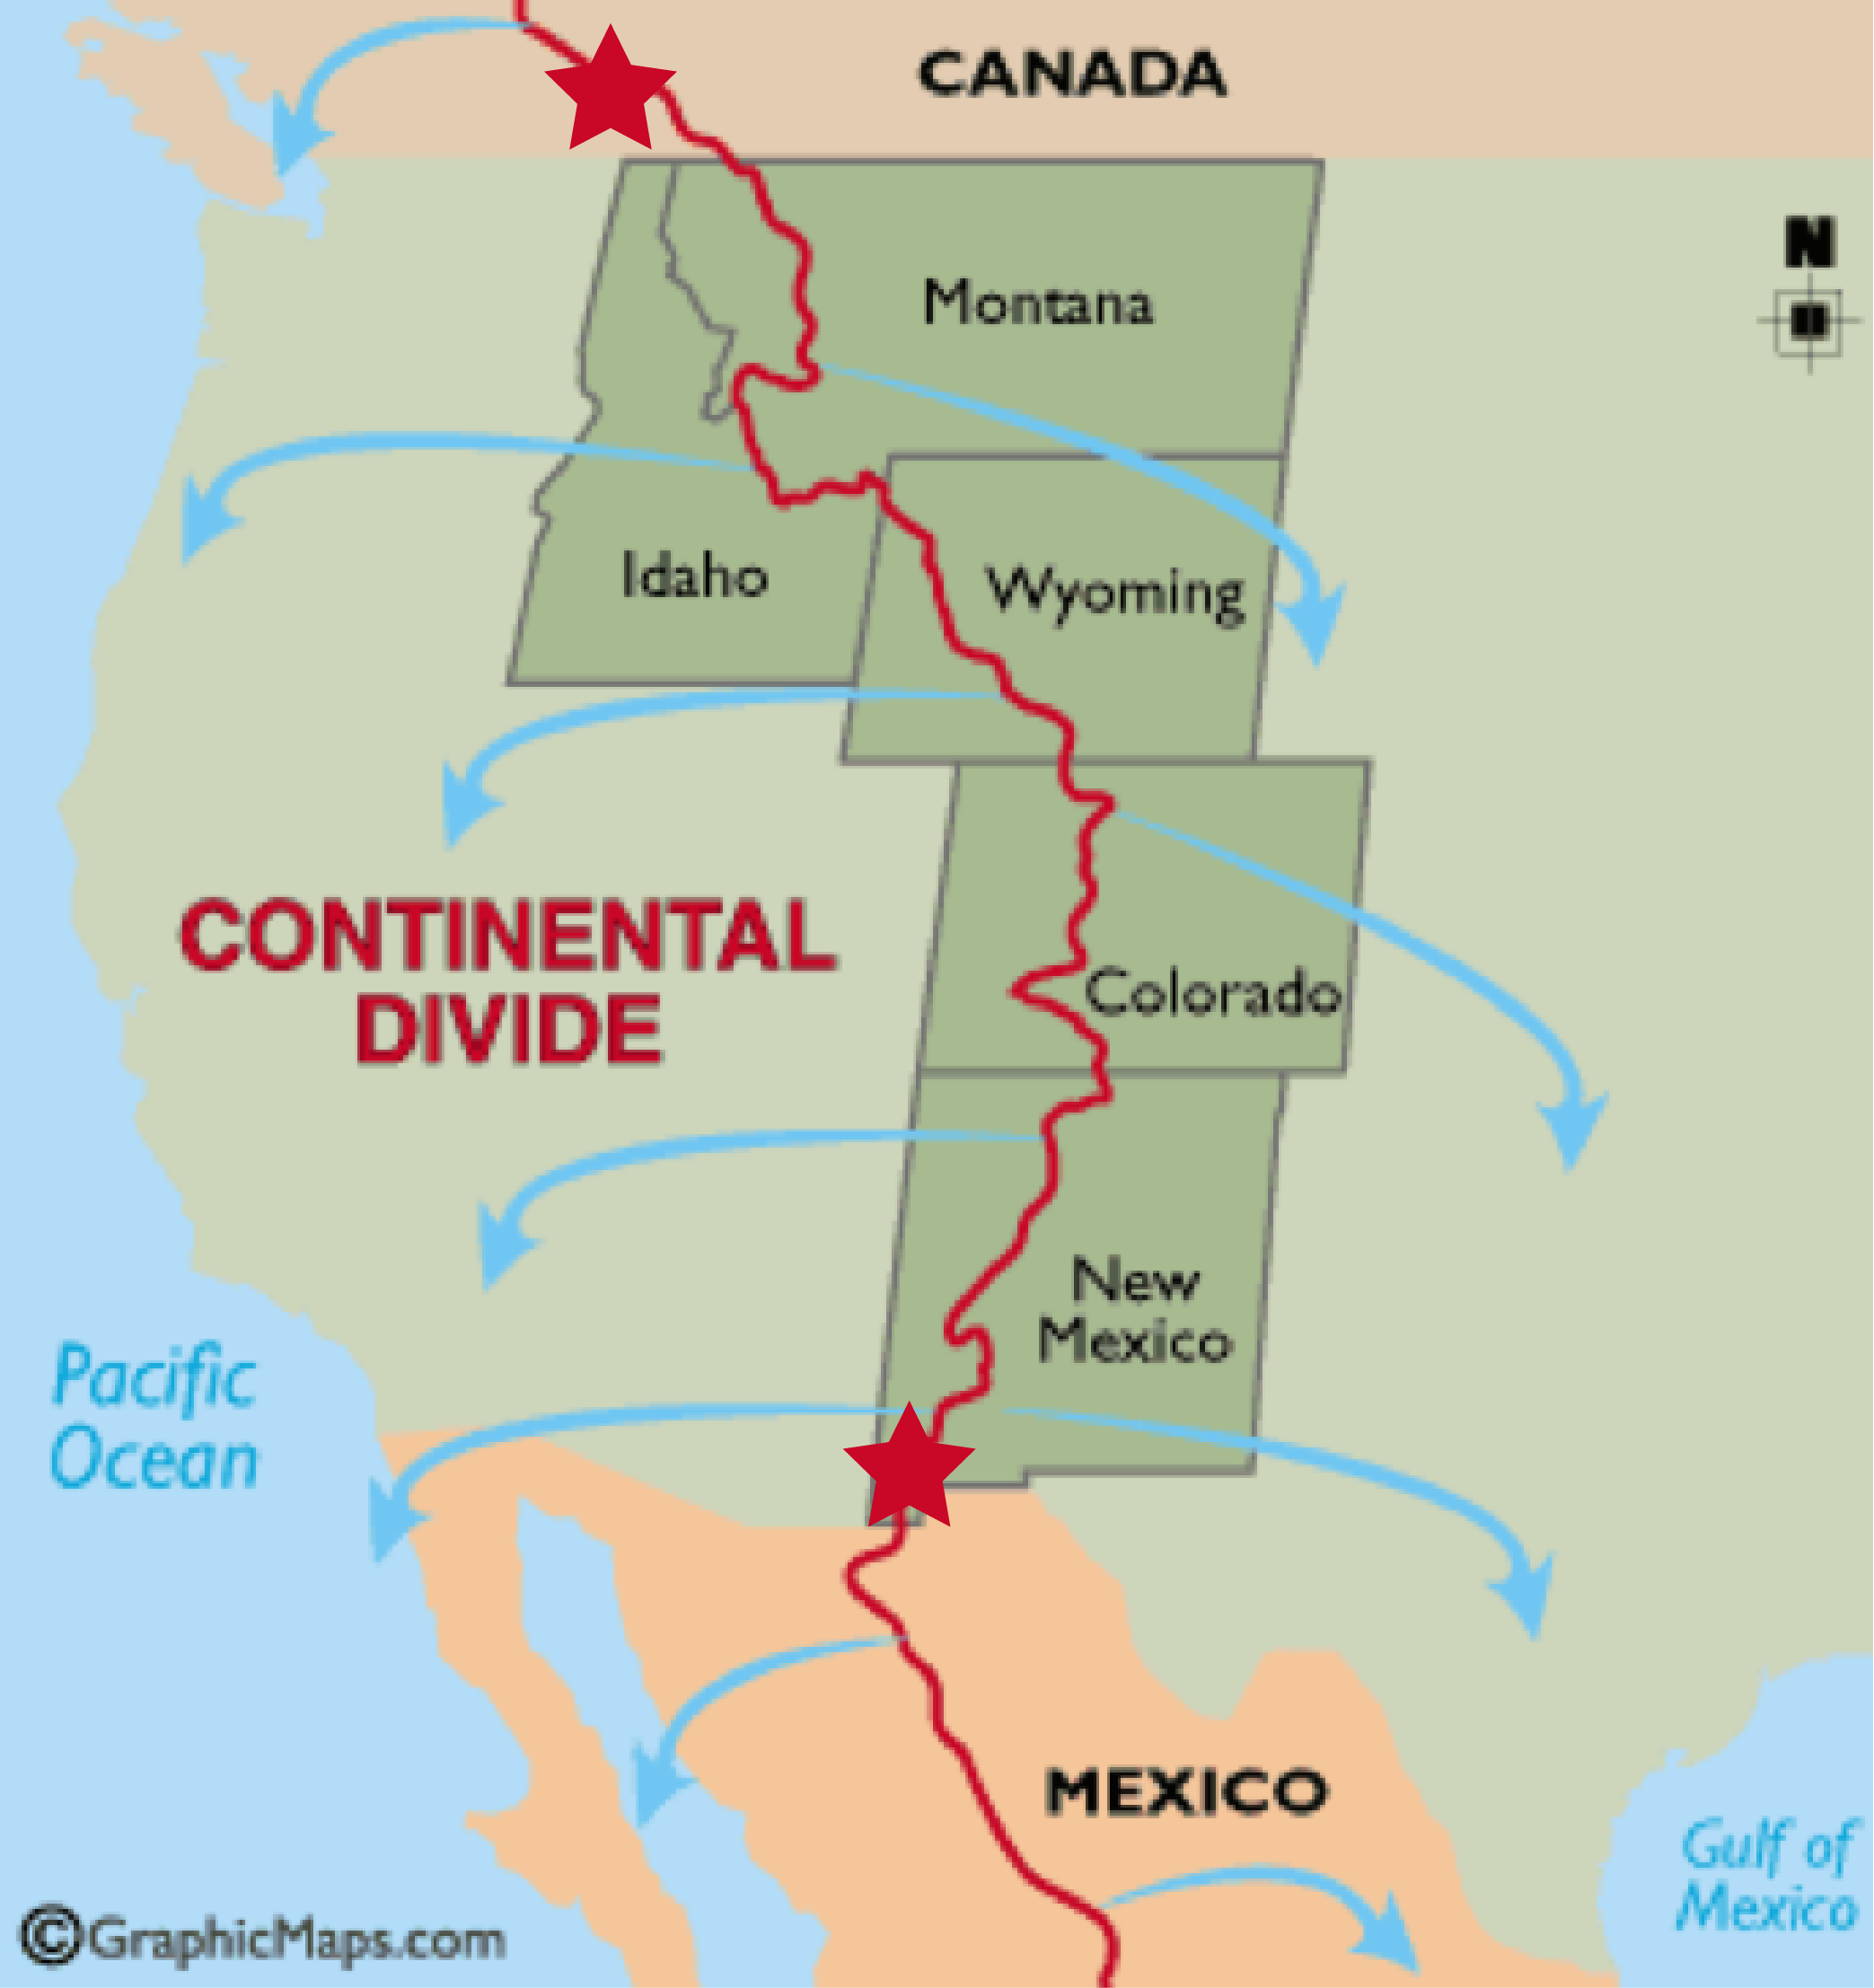 CANADA
N
Montana
Idaho
Wyoming
CONTINENTAL
DIVIDE
Colorado
New
Mexico
Pacific
Ocean
MEXICO
Gulf of
Mexico
©GraphicMaps.com